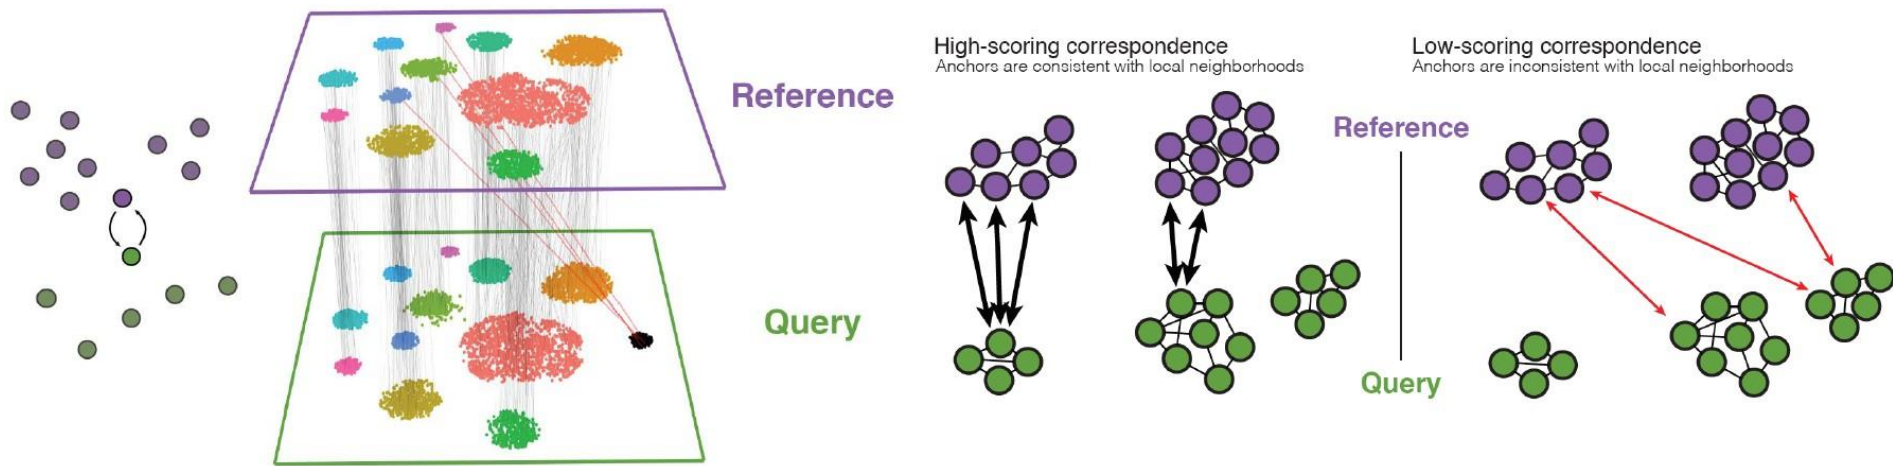 Reference
Query
High-scoring correspondence
Anchors are consistent with local neighborhoods
Low-scoring correspondence
Anchors are inconsistent with local neighborhoods
Reference
Query